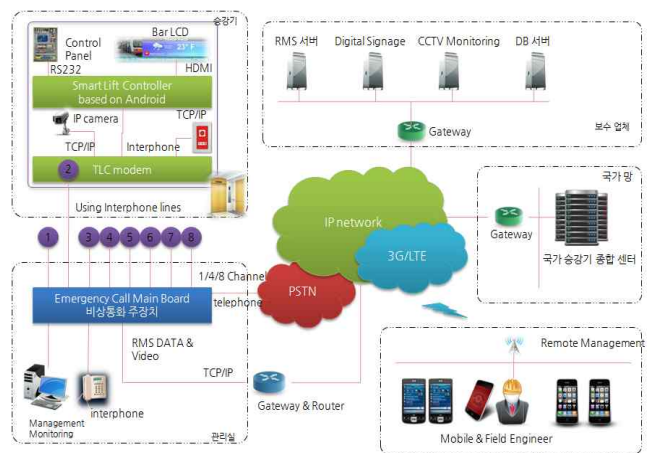 승강기
Bar LCD
Control
Panel
23° F
RS232
HDMI
Smart Lift Controller
based on Android
IP camera
TCP/IP
TCP/IP
Interphone
2
TLC modem
Using Interphone lines
1
3
4
5
6
7
8
1/4/8 Channel
telephone
Emergency Call Main Board
비상통화 주장치
RMS DATA &
Video
TCP/IP
interphone
Management
Monitoring
관리실
Gateway & Router
RMS 서버
Digital Signage
CCTV Monitoring
DB 서버
Gateway
보수 업체
IP network
3G/LTE
PSTN
국가 망
Gateway
국가 승강기 종합 센터
Remote Management
Mobile & Field Engineer